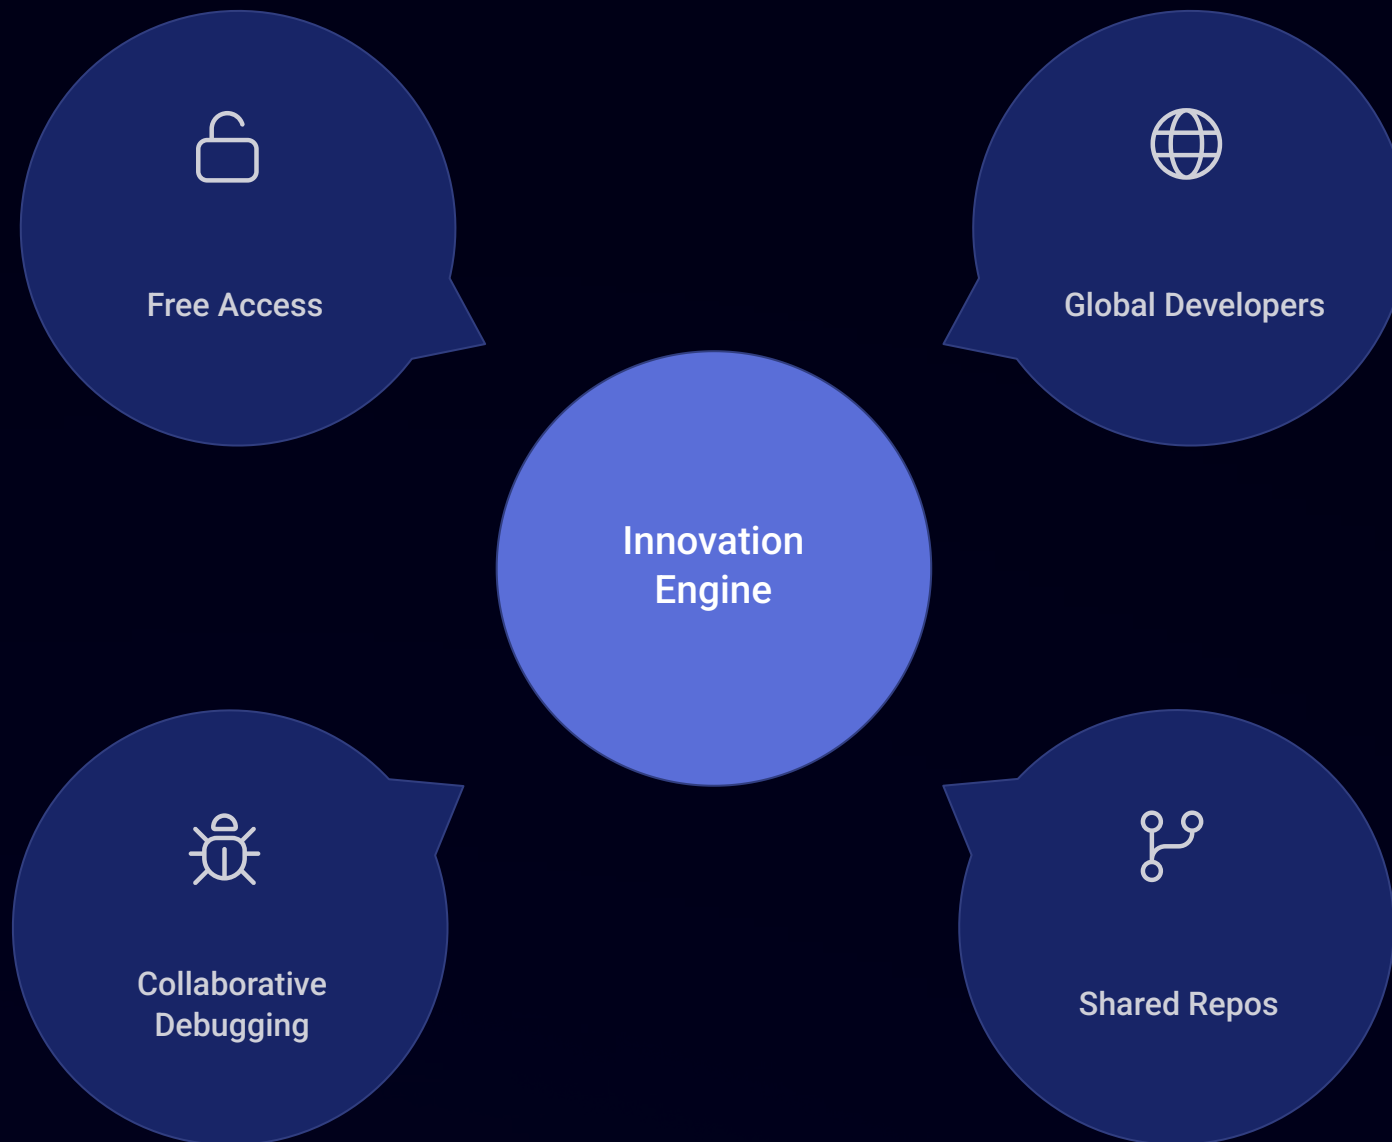 Free Access
Global Developers
Innovation
Engine
Collaborative
Debugging
Shared Repos